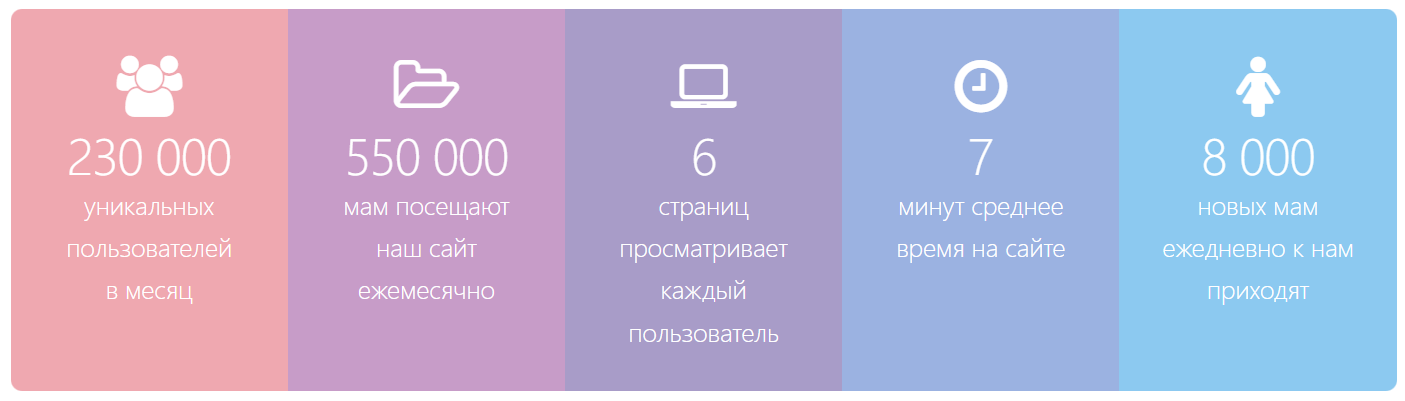 230 000
уникальных
пользователей
в месяц
550 000
мам посещают
наш сайт
ежемесячно
6
страниц
просматривает
каждый
пользователь
7
минут среднее
время на сайте
8 000
новых мам
ежедневно к нам
приходят